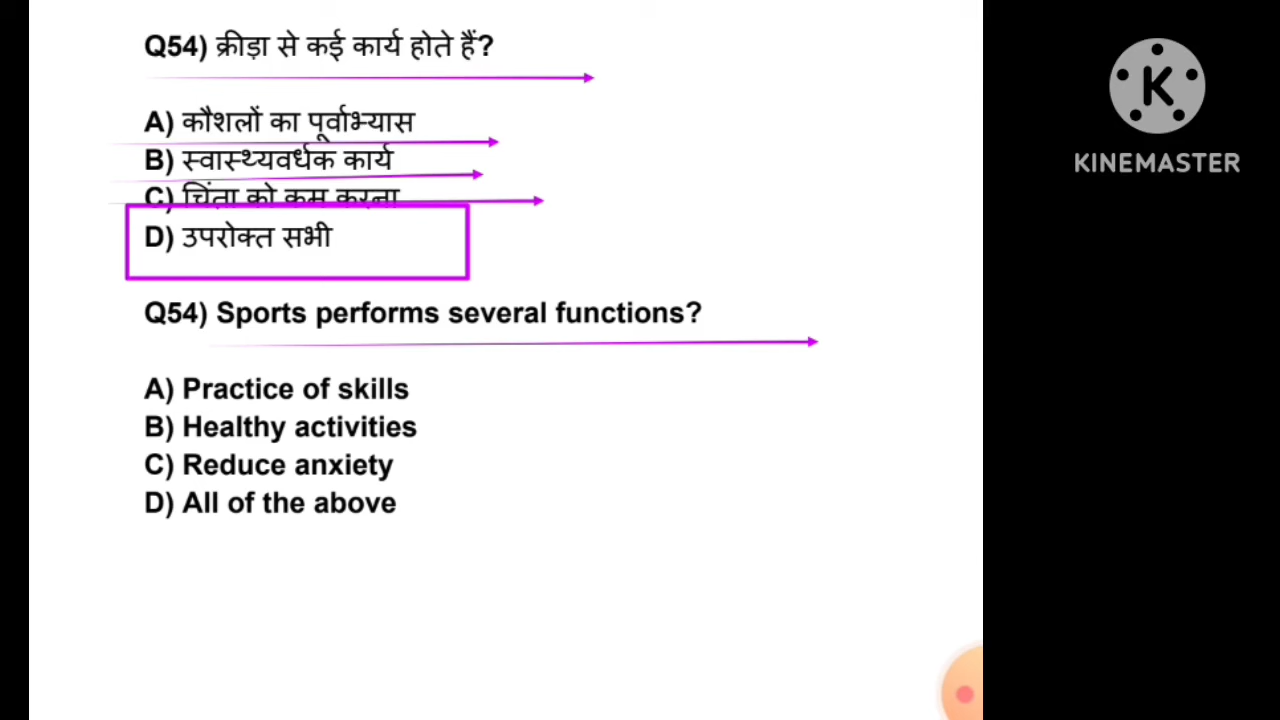 Q54) क्रीड़ा से कई कार्य होते हैं?
A) कौशलों का पूर्वाभ्यास
B) स्वास्थ्यवर्धक कार्य
C) चिंता को कम करना
D) उपरोक्त सभी
Q54) Sports performs several functions?
A) Practice of skills
B) Healthy activities
C) Reduce anxiety
D) All of the above
K
KINEMASTER